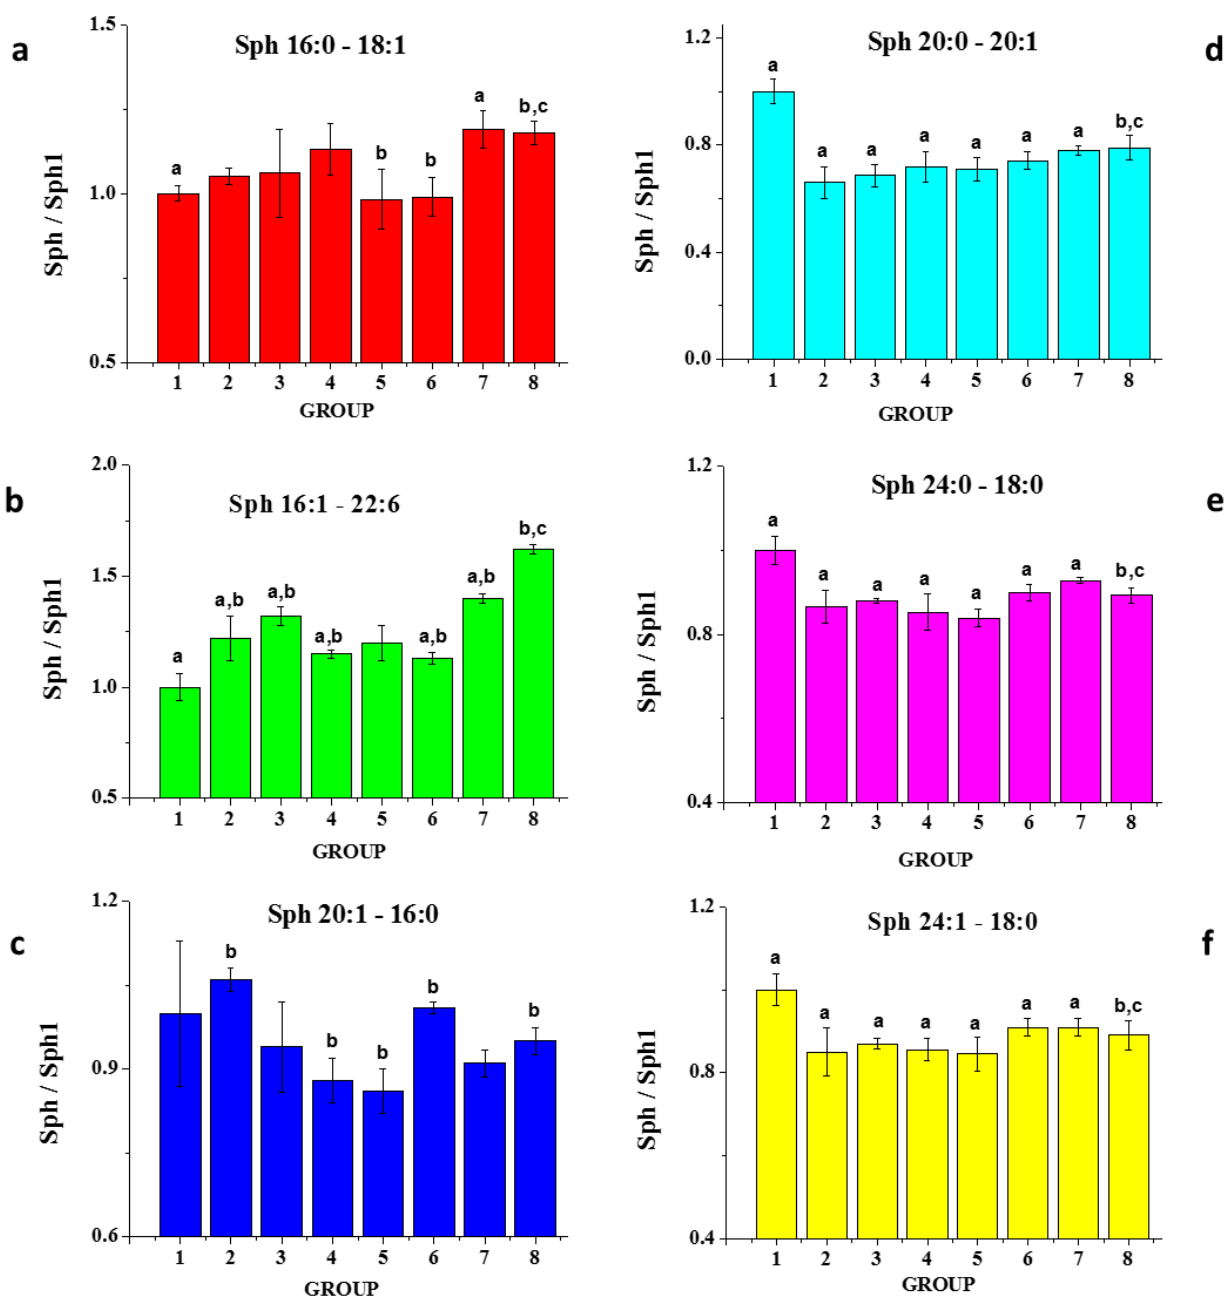 a
Sph 16:0 - 18:1
1.5
1.0
0.5
Sph / Sph1
a
b
b
a
b,c
1 2 3 4 5 6 7 8
GROUP
d
Sph 20:0 - 20:1
1.2
0.8
0.4
0.0
Sph / Sph1
a
a
a
a
a
a
a
b,c
1 2 3 4 5 6 7 8
GROUP
b
Sph 16:1 - 22:6
2.0
1.5
1.0
0.5
Sph / Sph1
a
a,b
a,b
a,b
a,b
a,b
b,c
1 2 3 4 5 6 7 8
GROUP
e
Sph 24:0 - 18:0
1.2
0.8
0.4
Sph / Sph1
a
a
a
a
a
a
a
b,c
1 2 3 4 5 6 7 8
GROUP
c
Sph 20:1 - 16:0
1.2
0.9
0.6
Sph / Sph1
b
b
b
b
b
1 2 3 4 5 6 7 8
GROUP
f
Sph 24:1 - 18:0
1.2
0.8
0.4
Sph / Sph1
a
a
a
a
a
a
a
b,c
1 2 3 4 5 6 7 8
GROUP